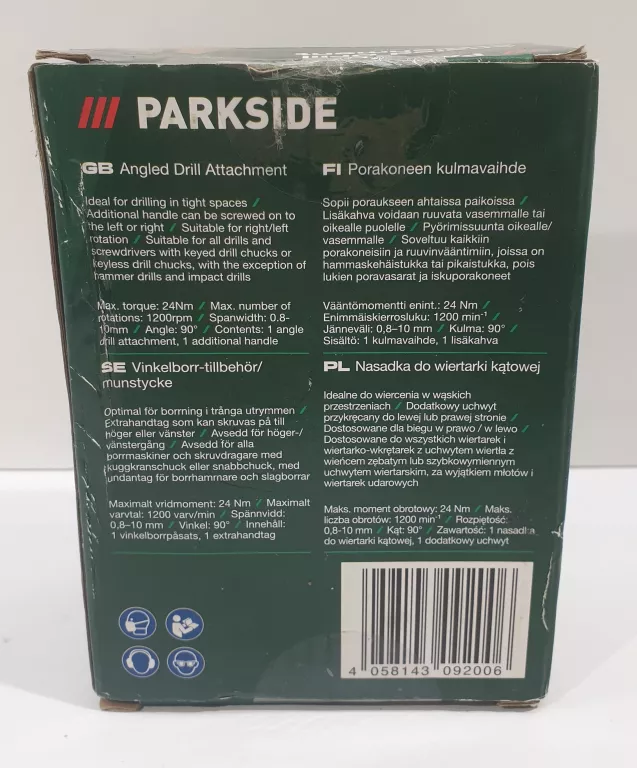 PARKSIDE
GB Angled Drill Attachment
Ideal for drilling in tight spaces /
Additional handle can be screwed on to
the left or right / Suitable for right/left
rotation / Suitable for all drills and
screwdrivers with keyed drill chucks or
keyless drill chucks, with the exception of
hammer drills and impact drills
Max. torque: 24Nm / Max. number of
rotations: 1200rpm / Spanwidth: 0.8-
10mm / Angle: 90° / Contents: 1 angle
drill attachment, 1 additional handle
FI Porakoneen kulmavaihde
Sopii poraukseen ahtaissa paikoissa /
Lisäkahva voidaan ruuvata vasemmalle tai
oikealle puolelle / Pyörimissuunta oikealle/
vasemmalle / Soveltuu kaikkiin
porakoneisiin ja ruuvinvääntimiin, joissa on
hammaskehäistukka tai pikaistukka, pois
lukien poravasarat ja iskuporakoneet
Vääntömomentti enint.: 24 Nm /
Enimmäiskierrosluku: 1200 min⁻¹ /
Jänneväli: 0,8–10 mm / Kulma: 90° /
Sisältö: 1 kulmavaihde, 1 lisäkahva
SE Vinkelborr-tillbehör/
munstycke
Optimal för borrning i trånga utrymmen /
Extrahandtag som kan skruvas på till
höger eller vänster / Avsedd för höger-/
vänstergång / Avsedd för alla
borrmaskiner och skruvdragare med
kuggkranschuck eller snabbchuck, med
undantag för borrhammare och slagborrar
Maximalt vridmoment: 24 Nm / Maximalt
varvtal: 1200 varv/min / Spännvidd:
0,8–10 mm / Vinkel: 90° / Innehåll:
1 vinkelborrpåsats, 1 extrahandtag
PL Nasadka do wiertarki kątowej
Idealne do wiercenia w wąskich
przestrzeniach / Dodatkowy uchwyt
przykręcany do lewej lub prawej stronie /
Dostosowane dla biegu w prawo / w lewo /
Dostosowane do wszystkich wiertarek i
wiertarko-wkrętarek z uchwytem wiertła z
wieńcem zębatym lub szybkowymiennym
uchwytem wiertarskim, za wyjątkiem młotów i
wiertarek udarowych
Maks. moment obrotowy: 24 Nm / Maks.
liczba obrotów: 1200 min⁻¹ / Rozpiętość:
0,8-10 mm / Kąt: 90° / Zawartość: 1 nasadka
do wiertarki kątowej, 1 dodatkowy uchwyt
4 058143 092006